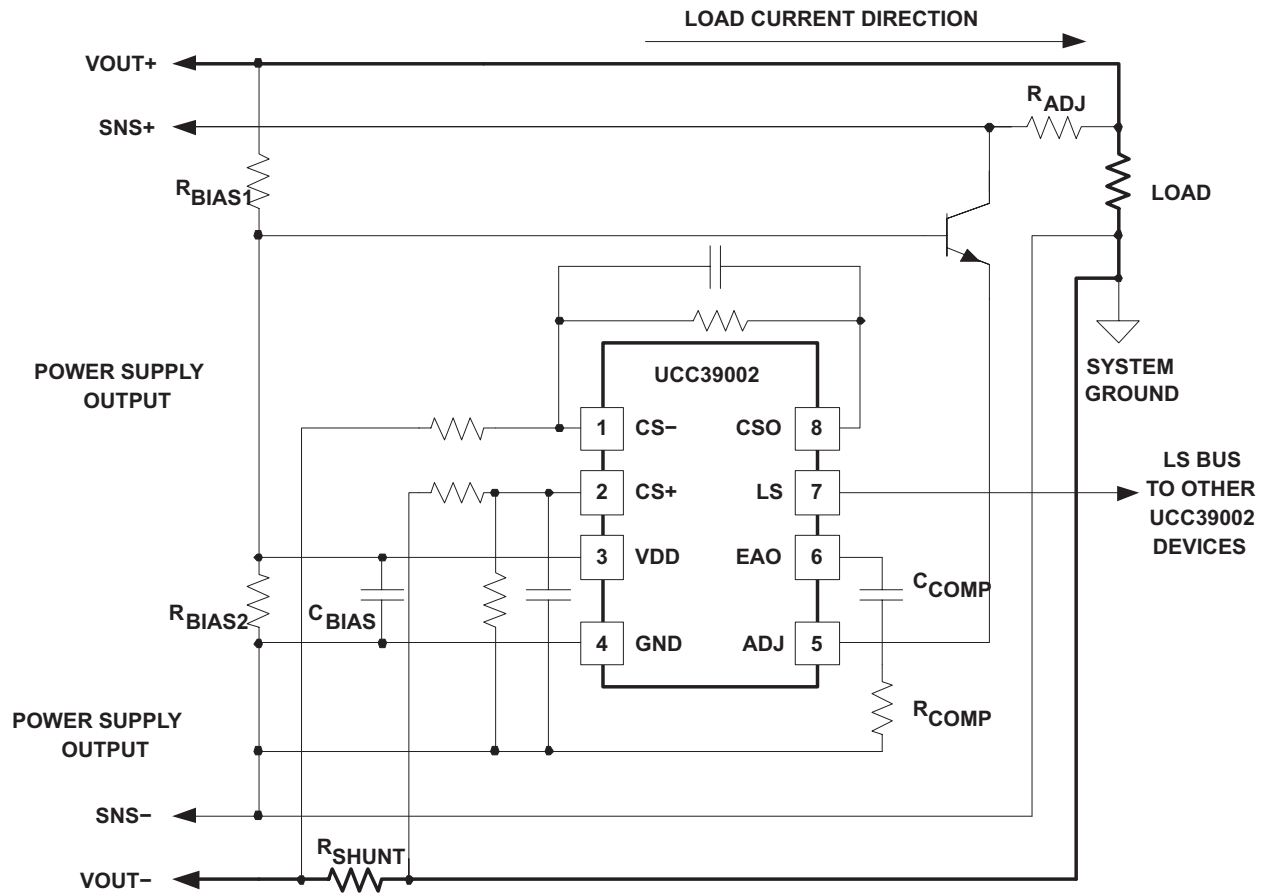 LOAD CURRENT DIRECTION
VOUT+
SNS+
RADJ
RBIAS1
LOAD
POWER SUPPLY
OUTPUT
UCC39002
SYSTEM
GROUND
1 CS−
CSO 8
2 CS+
LS 7
LS BUS
TO OTHER
UCC39002
DEVICES
3 VDD
EAO 6
CCOMP
RBIAS2
CBIAS
4 GND
ADJ 5
RCOMP
POWER SUPPLY
OUTPUT
SNS−
RSHUNT
VOUT−